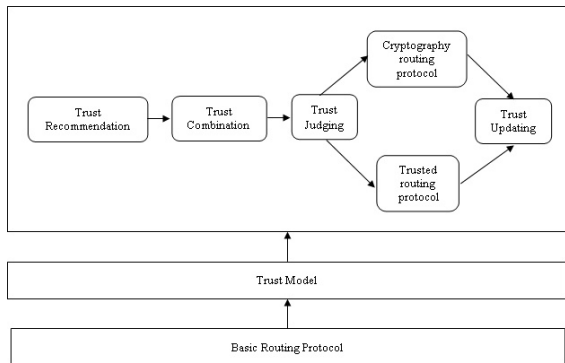 Cryptography
routing
protocol
Trust
Recommendation
Trust
Combination
Trust
Judging
Trust
Updating
Trusted
routing
protocol
Trust Model
Basic Routing Protocol